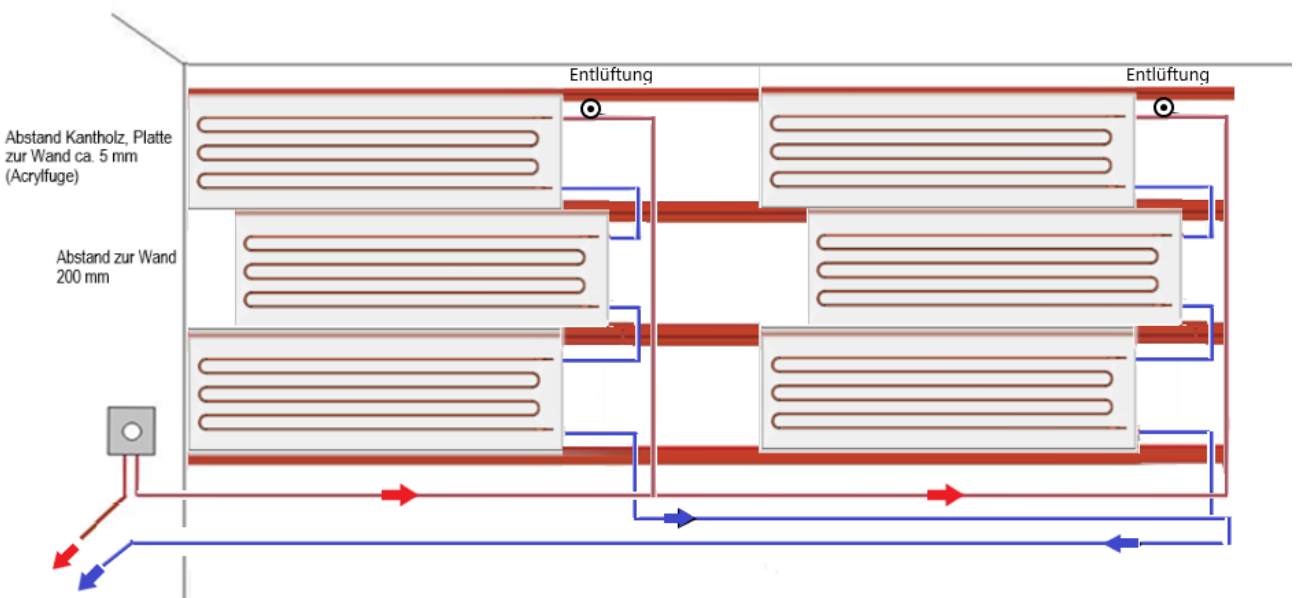 Entlüftung
Entlüftung
Abstand Kantholz, Platte
zur Wand ca. 5 mm
(Acrylfuge)
Abstand zur Wand
200 mm